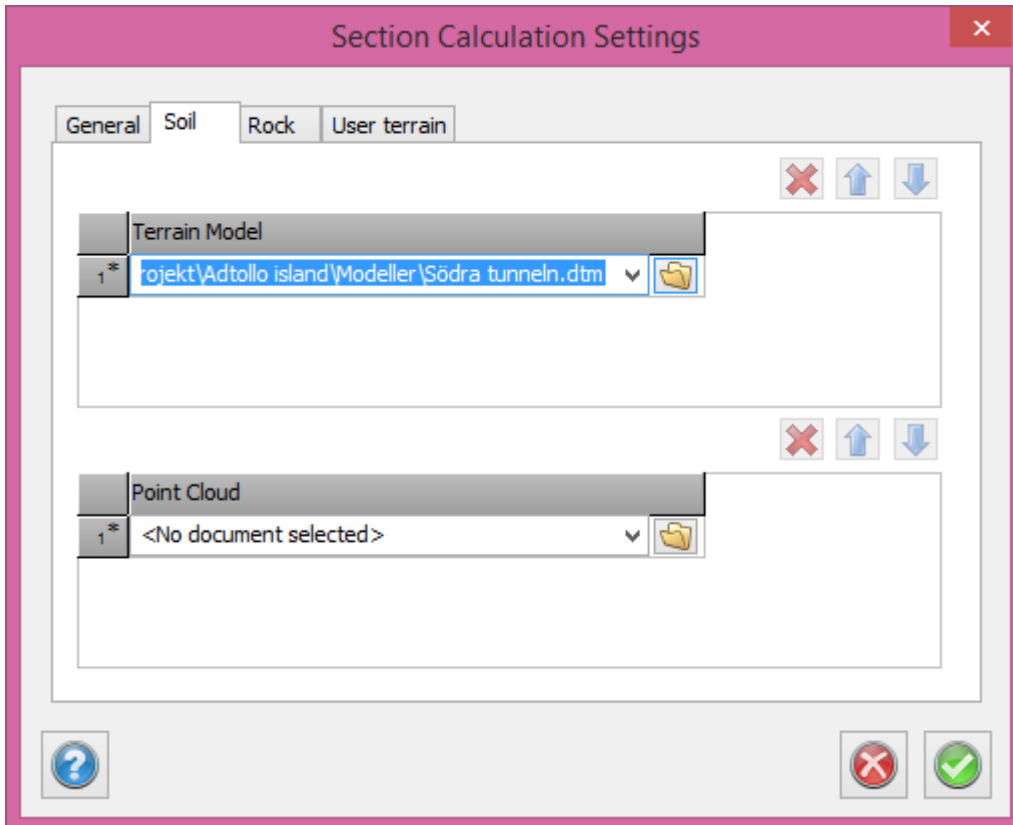 Section Calculation Settings
General Soil Rock User terrain
Terrain Model
1* rojekt\Adtollo island\Modeller\Södra tunneln.dtm
Point Cloud
1* <No document selected>